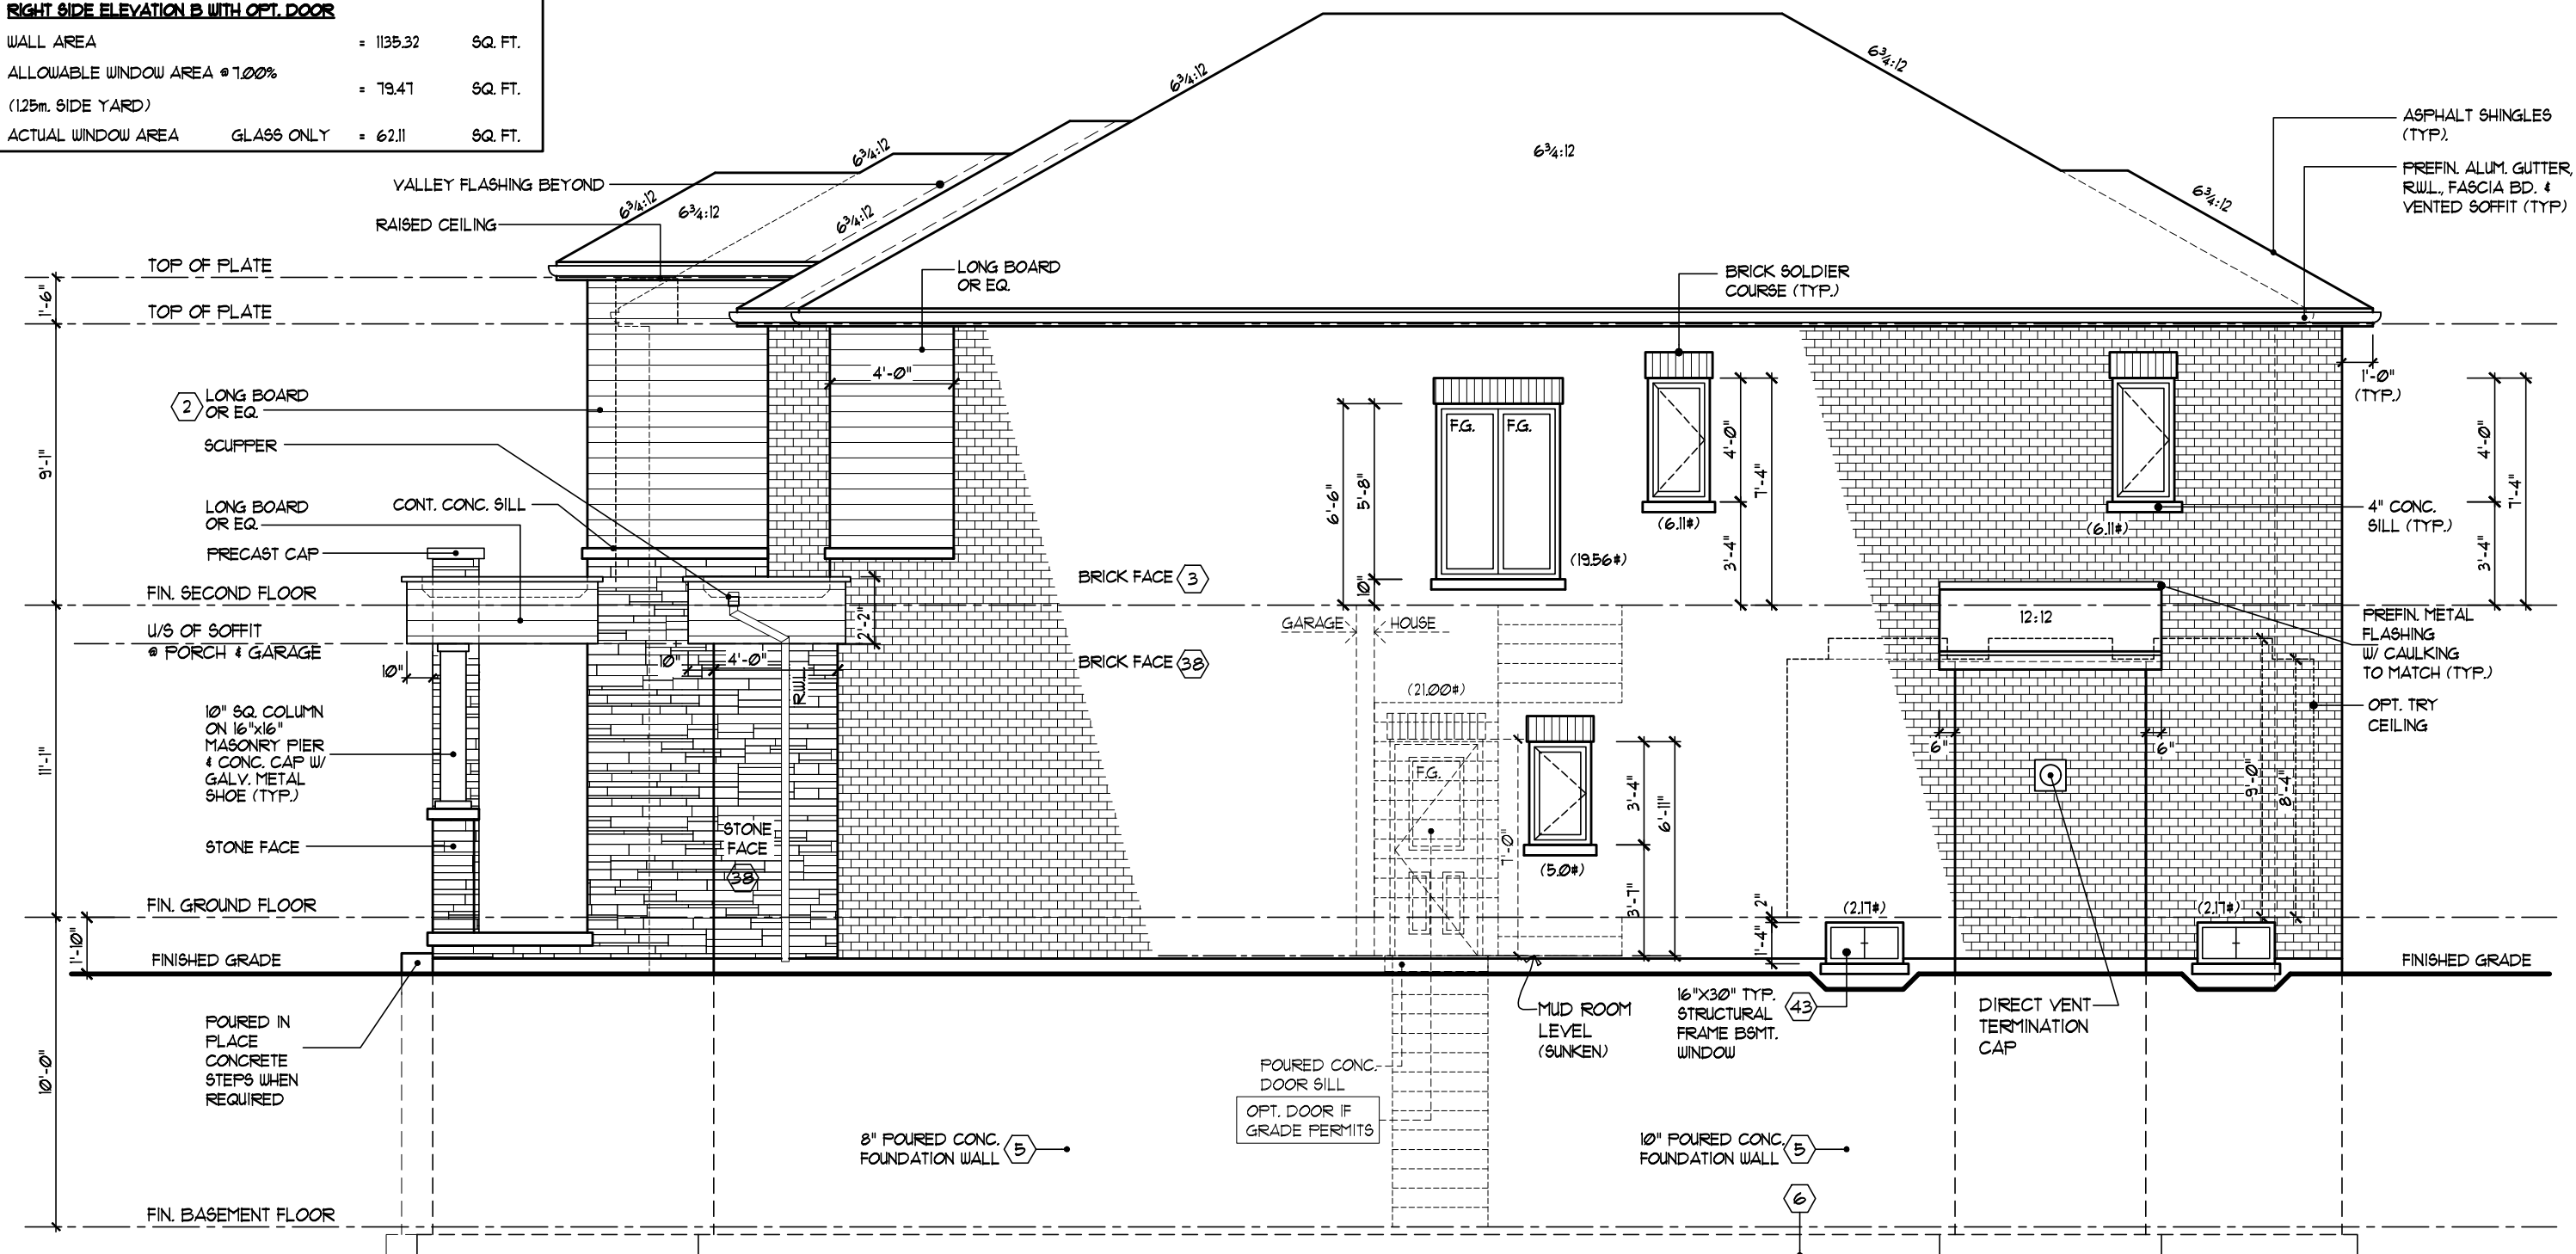 RIGHT SIDE ELEVATION B WITH OPT. DOOR
WALL AREA = 1135.32 SQ. FT.
ALLOWABLE WINDOW AREA @ 7.00%
= 79.47 SQ. FT.
(1.25m. SIDE YARD)
ACTUAL WINDOW AREA GLASS ONLY = 62.11 SQ. FT.
6¾:12
6¾:12
6¾:12
6¾:12
6¾:12
6¾:12
6¾:12
6¾:12
ASPHALT SHINGLES
(TYP).
PREFIN. ALUM. GUTTER,
R.W.L., FASCIA BD. &
VENTED SOFFIT (TYP)
VALLEY FLASHING BEYOND
RAISED CEILING
TOP OF PLATE
1'-6"
TOP OF PLATE
LONG BOARD
OR EQ.
BRICK SOLDIER
COURSE (TYP.)
4'-0"
1'-0"
(TYP.)
2
LONG BOARD
OR EQ.
SCUPPER
9'-1"
LONG BOARD
OR EQ.
CONT. CONC. SILL
PRECAST CAP
F.G.
F.G.
6'-6"
5'-8"
10"
(19.56#)
4'-0"
7'-4"
3'-4"
(6.11#)
(6.11#)
4'-0"
7'-4"
3'-4"
4" CONC.
SILL (TYP.)
FIN. SECOND FLOOR
U/S OF SOFFIT
@ PORCH & GARAGE
BRICK FACE 3
BRICK FACE 38
GARAGE
HOUSE
12:12
PREFIN. METAL
FLASHING
W/ CAULKING
TO MATCH (TYP.)
10"
10"
4'-0"
2'-2"
R.W.L.
(21.00#)
OPT. TRY
CEILING
10" SQ. COLUMN
ON 16"x16"
MASONRY PIER
& CONC. CAP W/
GALV. METAL
SHOE (TYP.)
11'-1"
6"
6"
9'-0"
8'-4"
F.G.
7'-0"
3'-4"
6'-11"
3'-7"
(5.0#)
STONE FACE
STONE
FACE
38
FIN. GROUND FLOOR
1'-10"
2"
1'-4"
(2.17#)
(2.17#)
FINISHED GRADE
FINISHED GRADE
POURED IN
PLACE
CONCRETE
STEPS WHEN
REQUIRED
10'-0"
MUD ROOM
LEVEL
(SUNKEN)
16"X30" TYP.
STRUCTURAL
FRAME BSMT.
WINDOW
43
DIRECT VENT
TERMINATION
CAP
POURED CONC.
DOOR SILL
OPT. DOOR IF
GRADE PERMITS
8" POURED CONC.
FOUNDATION WALL
5
10" POURED CONC.
FOUNDATION WALL
5
6
FIN. BASEMENT FLOOR